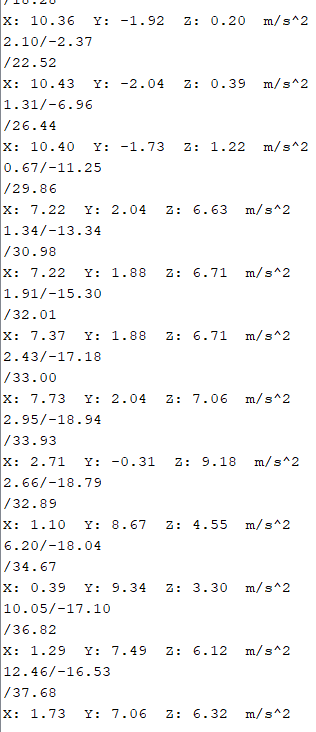 /18.28
X: 10.36  Y: -1.92  Z: 0.20  m/s^2
2.10/-2.37
/22.52
X: 10.43  Y: -2.04  Z: 0.39  m/s^2
1.31/-6.96
/26.44
X: 10.40  Y: -1.73  Z: 1.22  m/s^2
0.67/-11.25
/29.86
X: 7.22  Y: 2.04  Z: 6.63  m/s^2
1.34/-13.34
/30.98
X: 7.22  Y: 1.88  Z: 6.71  m/s^2
1.91/-15.30
/32.01
X: 7.37  Y: 1.88  Z: 6.71  m/s^2
2.43/-17.18
/33.00
X: 7.73  Y: 2.04  Z: 7.06  m/s^2
2.95/-18.94
/33.93
X: 2.71  Y: -0.31  Z: 9.18  m/s^2
2.66/-18.79
/32.89
X: 1.10  Y: 8.67  Z: 4.55  m/s^2
6.20/-18.04
/34.67
X: 0.39  Y: 9.34  Z: 3.30  m/s^2
10.05/-17.10
/36.82
X: 1.29  Y: 7.49  Z: 6.12  m/s^2
12.46/-16.53
/37.68
X: 1.73  Y: 7.06  Z: 6.32  m/s^2